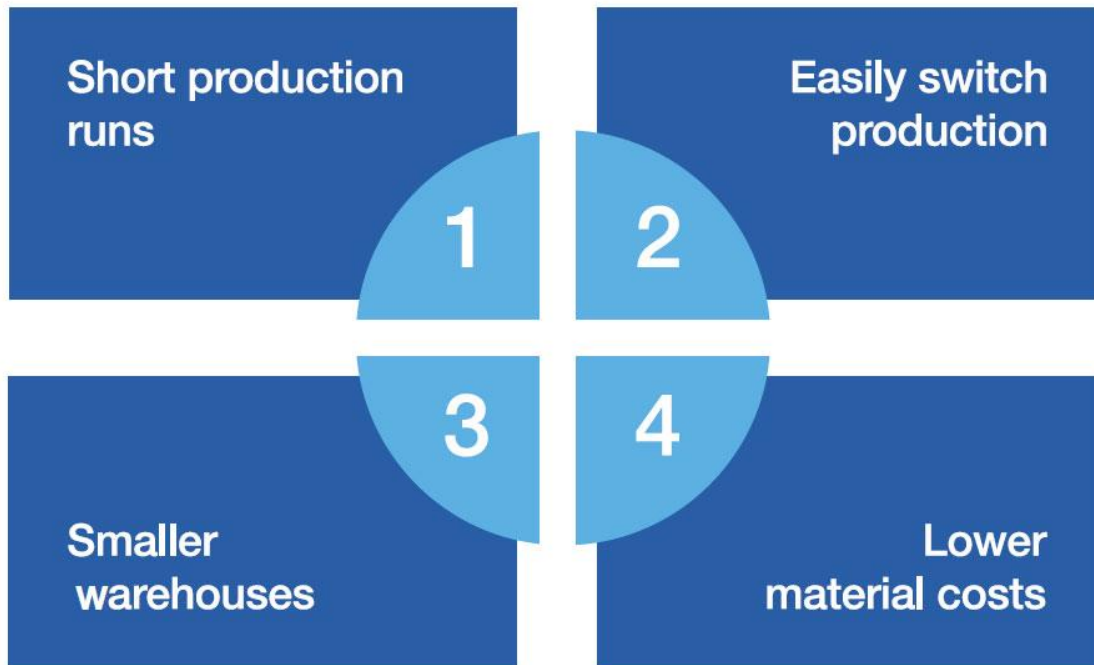 Short production
runs
1
Easily switch
production
2
3
Smaller
warehouses
4
Lower
material costs